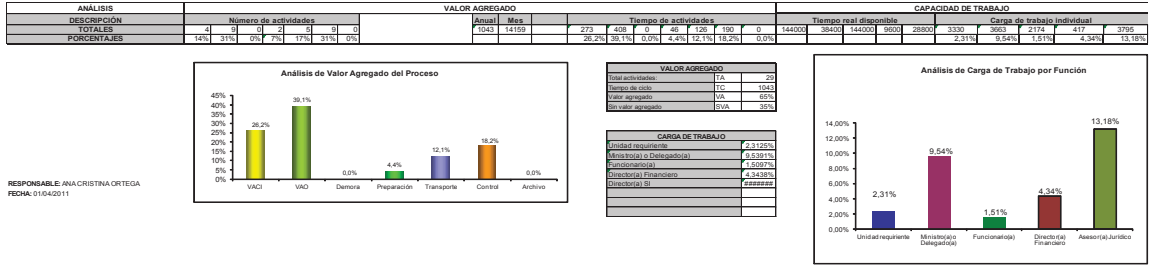 ANÁLISIS VALOR AGREGADO CAPACIDAD DE TRABAJO
DESCRIPCIÓN Número de actividades Anual Mes Tiempo de actividades Tiempo real disponible Carga de trabajo individual
TOTALES 4 9 0 2 5 9 0 1043 14159 273 408 0 46 126 190 0 144000 38400 144000 9600 28800 3330 3663 2174 417 3795
PORCENTAJES 14% 31% 0% 7% 17% 31% 0% 26,2% 39,1% 0,0% 4,4% 12,1% 18,2% 0,0% 2,31% 9,54% 1,51% 4,34% 13,18%
Análisis de Valor Agregado del Proceso
45%
40%
35%
30%
25%
20%
15%
10%
5%
0%
26,2% 39,1% 0,0% 4,4% 12,1% 18,2% 0,0%
VACI VAO Demora Preparación Transporte Control Archivo
VALOR AGREGADO
Total actividades: TA 29
Tiempo de ciclo TC 1043
Valor agregado VA 65%
Sin valor agregado SVA 35%
CARGA DE TRABAJO
Unidad requiriente 2,3125%
Ministro(a) o Delegado(a) 9,5391%
Funcionario(a) 1,5097%
Director(a) Financiero 4,3438%
Director(a) SI #######
Análisis de Carga de Trabajo por Función
14,00%
12,00%
10,00%
8,00%
6,00%
4,00%
2,00%
0,00%
2,31% 9,54% 1,51% 4,34% 13,18%
Unidad requiriente Ministro(a) o Delegado(a) Funcionario(a) Director(a) Financiero Asesor(a) Jurídico
RESPONSABLE: ANA CRISTINA ORTEGA
FECHA: 01/04/2011